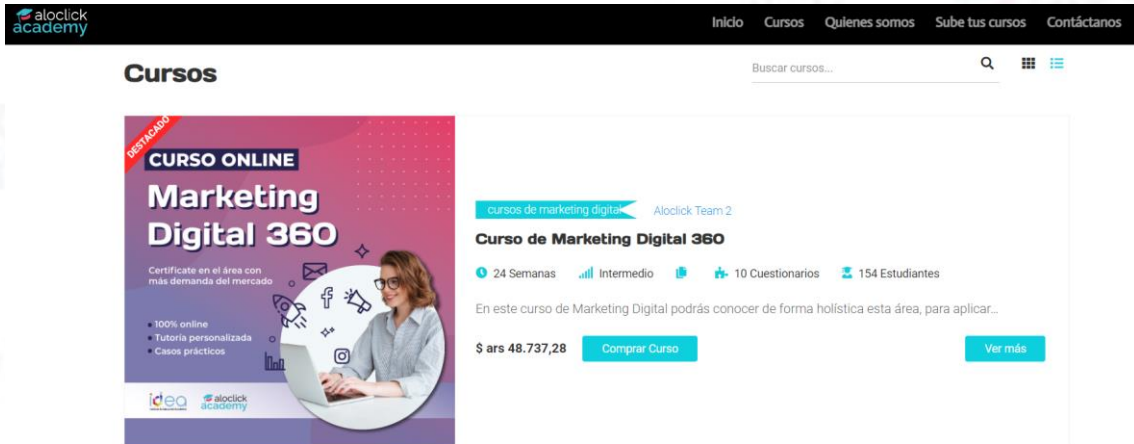 aloclick
academy
Inicio Cursos Quienes somos Sube tus cursos Contáctanos
Cursos
Buscar cursos...
DESTACADO
CURSO ONLINE
Marketing
Digital 360
Certifícate en el área con
más demanda del mercado
• 100% online
• Tutoría personalizada
• Casos prácticos
idea
aloclick
academy
cursos de marketing digital Aloclick Team 2
Curso de Marketing Digital 360
24 Semanas Intermedio 10 Cuestionarios 154 Estudiantes
En este curso de Marketing Digital podrás conocer de forma holística esta área, para aplicar...
$ ars 48.737,28 Comprar Curso Ver más